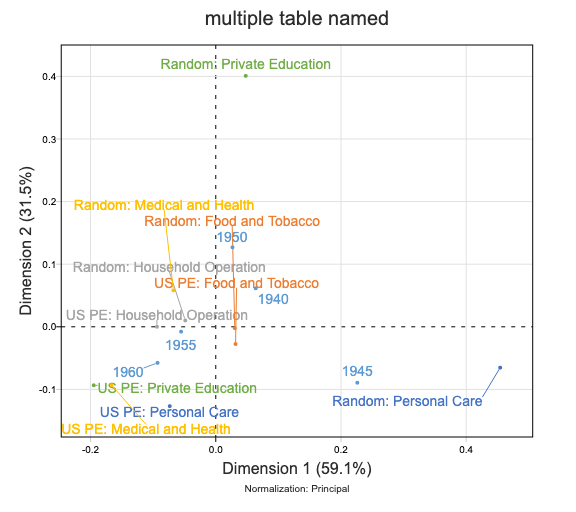 multiple table named
Random: Private Education
0.4
0.3
Random: Medical and Health
0.2
Random: Food and Tobacco
1950
Random: Household Operation
0.1
US PE: Food and Tobacco
1940
US PE: Household Operation
0.0
1955
1960
1945
US PE: Private Education
-0.1
Random: Personal Care
US PE: Personal Care
US PE: Medical and Health
Dimension 2 (31.5%)
-0.2
0.0
0.2
0.4
Dimension 1 (59.1%)
Normalization: Principal